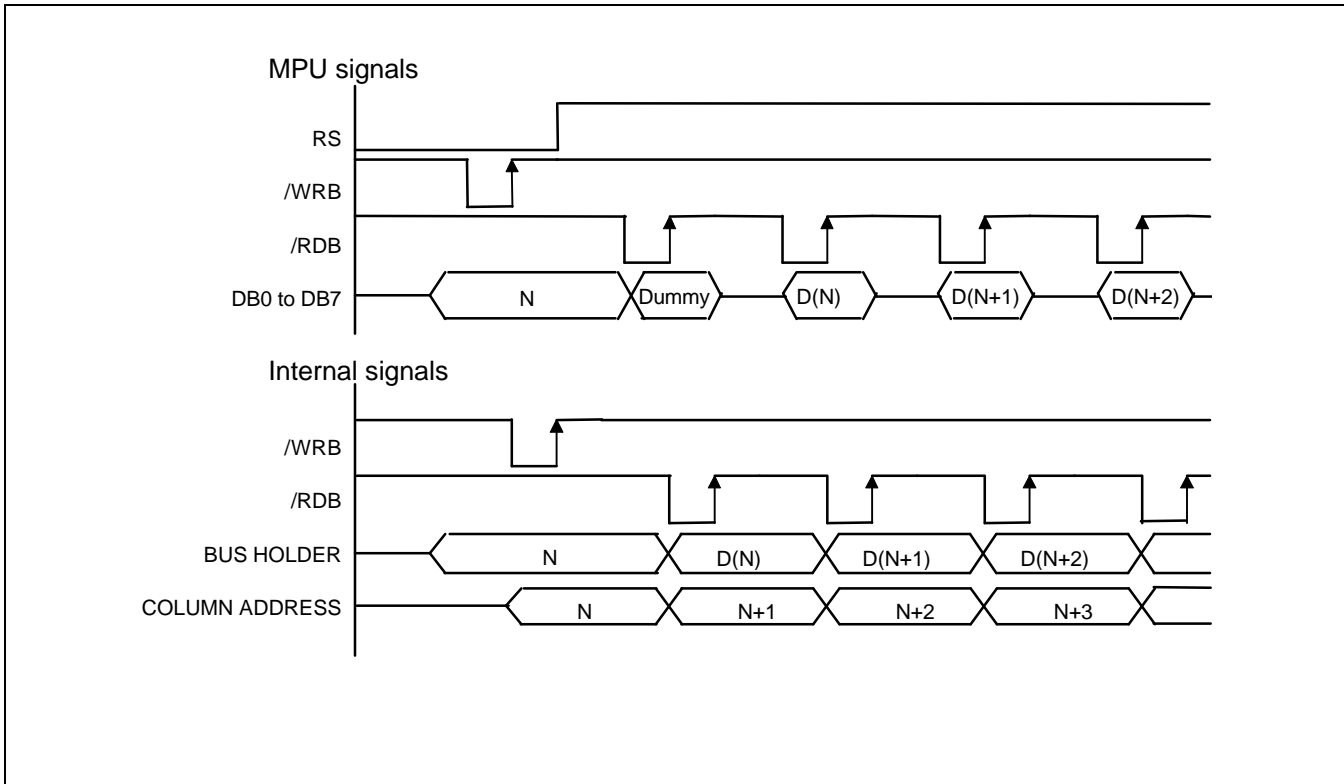 MPU signals
RS
/WRB
/RDB
DB0 to DB7
N
Dummy
D(N)
D(N+1)
D(N+2)
Internal signals
/WRB
/RDB
BUS HOLDER
N
D(N)
D(N+1)
D(N+2)
COLUMN ADDRESS
N
N+1
N+2
N+3